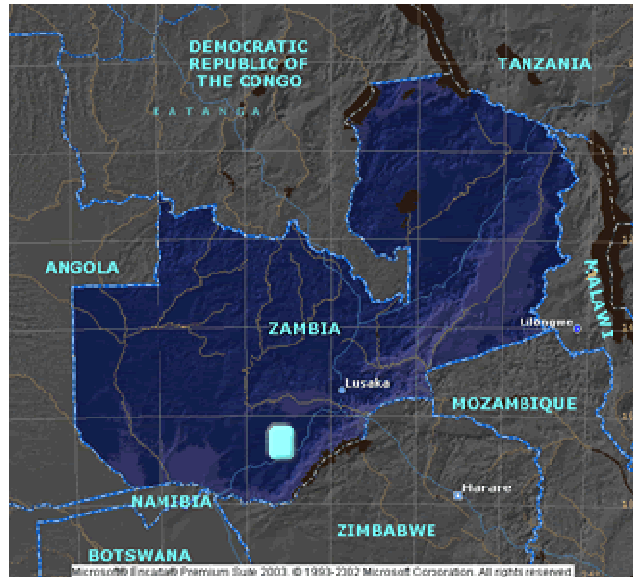 DEMOCRATIC
REPUBLIC OF
THE CONGO
TANZANIA
KATANGA
ANGOLA
MALAWI
ZAMBIA
Lilongwe
Lusaka
MOZAMBIQUE
Harare
NAMIBIA
ZIMBABWE
BOTSWANA
Microsoft® Encarta® Premium Suite 2003. © 1993-2002 Microsoft Corporation. All rights reserved.